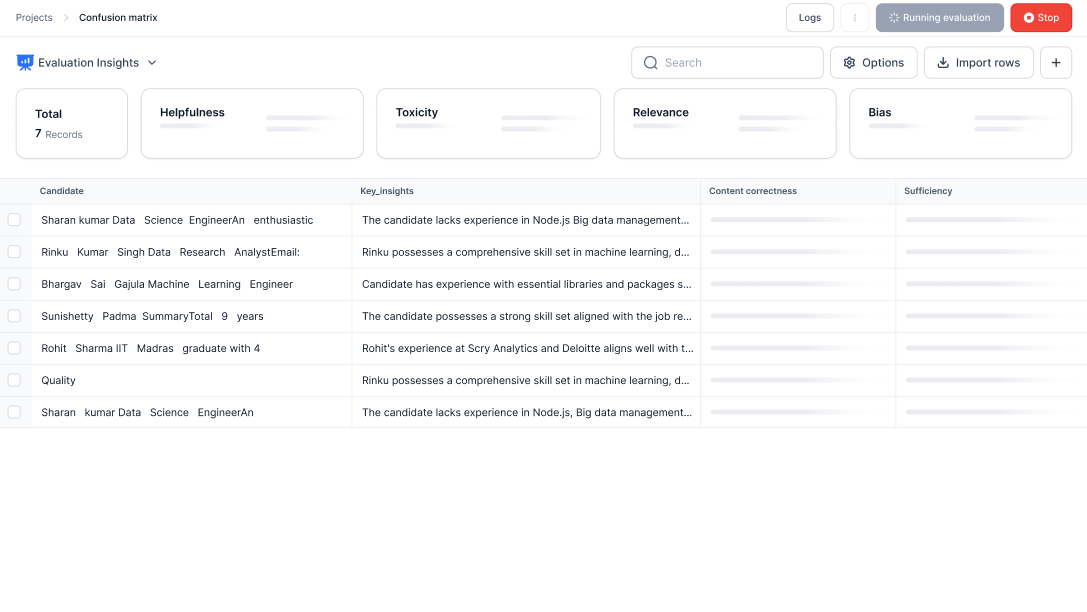 Projects
Confusion matrix
Logs
Running evaluation
Stop
Evaluation Insights
Search
Options
Import rows
+
Total
7 Records
Helpfulness
Toxicity
Relevance
Bias
Candidate Key_insights Content correctness Sufficiency
Sharan kumar Data Science EngineerAn enthusiastic The candidate lacks experience in Node.js Big data management...
Rinku Kumar Singh Data Research AnalystEmail: Rinku possesses a comprehensive skill set in machine learning, d...
Bhargav Sai Gajula Machine Learning Engineer Candidate has experience with essential libraries and packages s...
Sunishetty Padma SummaryTotal 9 years The candidate possesses a strong skill set aligned with the job re...
Rohit Sharma IIT Madras graduate with 4 Rohit's experience at Scry Analytics and Deloitte aligns well with t...
Quality Rinku possesses a comprehensive skill set in machine learning, d...
Sharan kumar Data Science EngineerAn The candidate lacks experience in Node.js, Big data management...